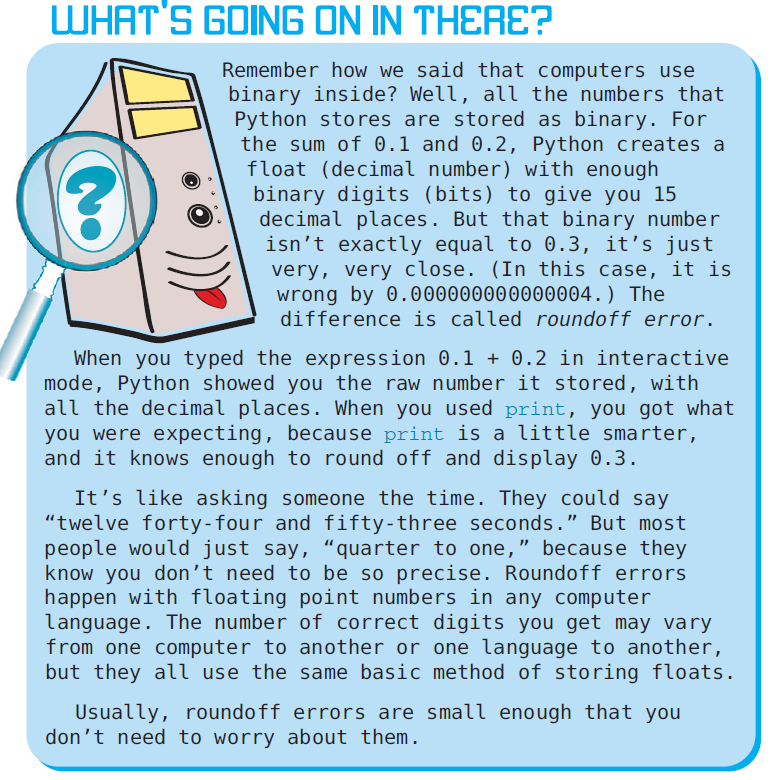 WHAT'S GOING ON IN THERE?
Remember how we said that computers use
binary inside? Well, all the numbers that
Python stores are stored as binary. For
the sum of 0.1 and 0.2, Python creates a
float (decimal number) with enough
binary digits (bits) to give you 15
decimal places. But that binary number
isn’t exactly equal to 0.3, it’s just
very, very close. (In this case, it is
wrong by 0.000000000000004.) The
difference is called roundoff error.
When you typed the expression 0.1 + 0.2 in interactive
mode, Python showed you the raw number it stored, with
all the decimal places. When you used print, you got what
you were expecting, because print is a little smarter,
and it knows enough to round off and display 0.3.
It’s like asking someone the time. They could say
“twelve forty-four and fifty-three seconds.” But most
people would just say, “quarter to one,” because they
know you don’t need to be so precise. Roundoff errors
happen with floating point numbers in any computer
language. The number of correct digits you get may vary
from one computer to another or one language to another,
but they all use the same basic method of storing floats.
Usually, roundoff errors are small enough that you
don’t need to worry about them.